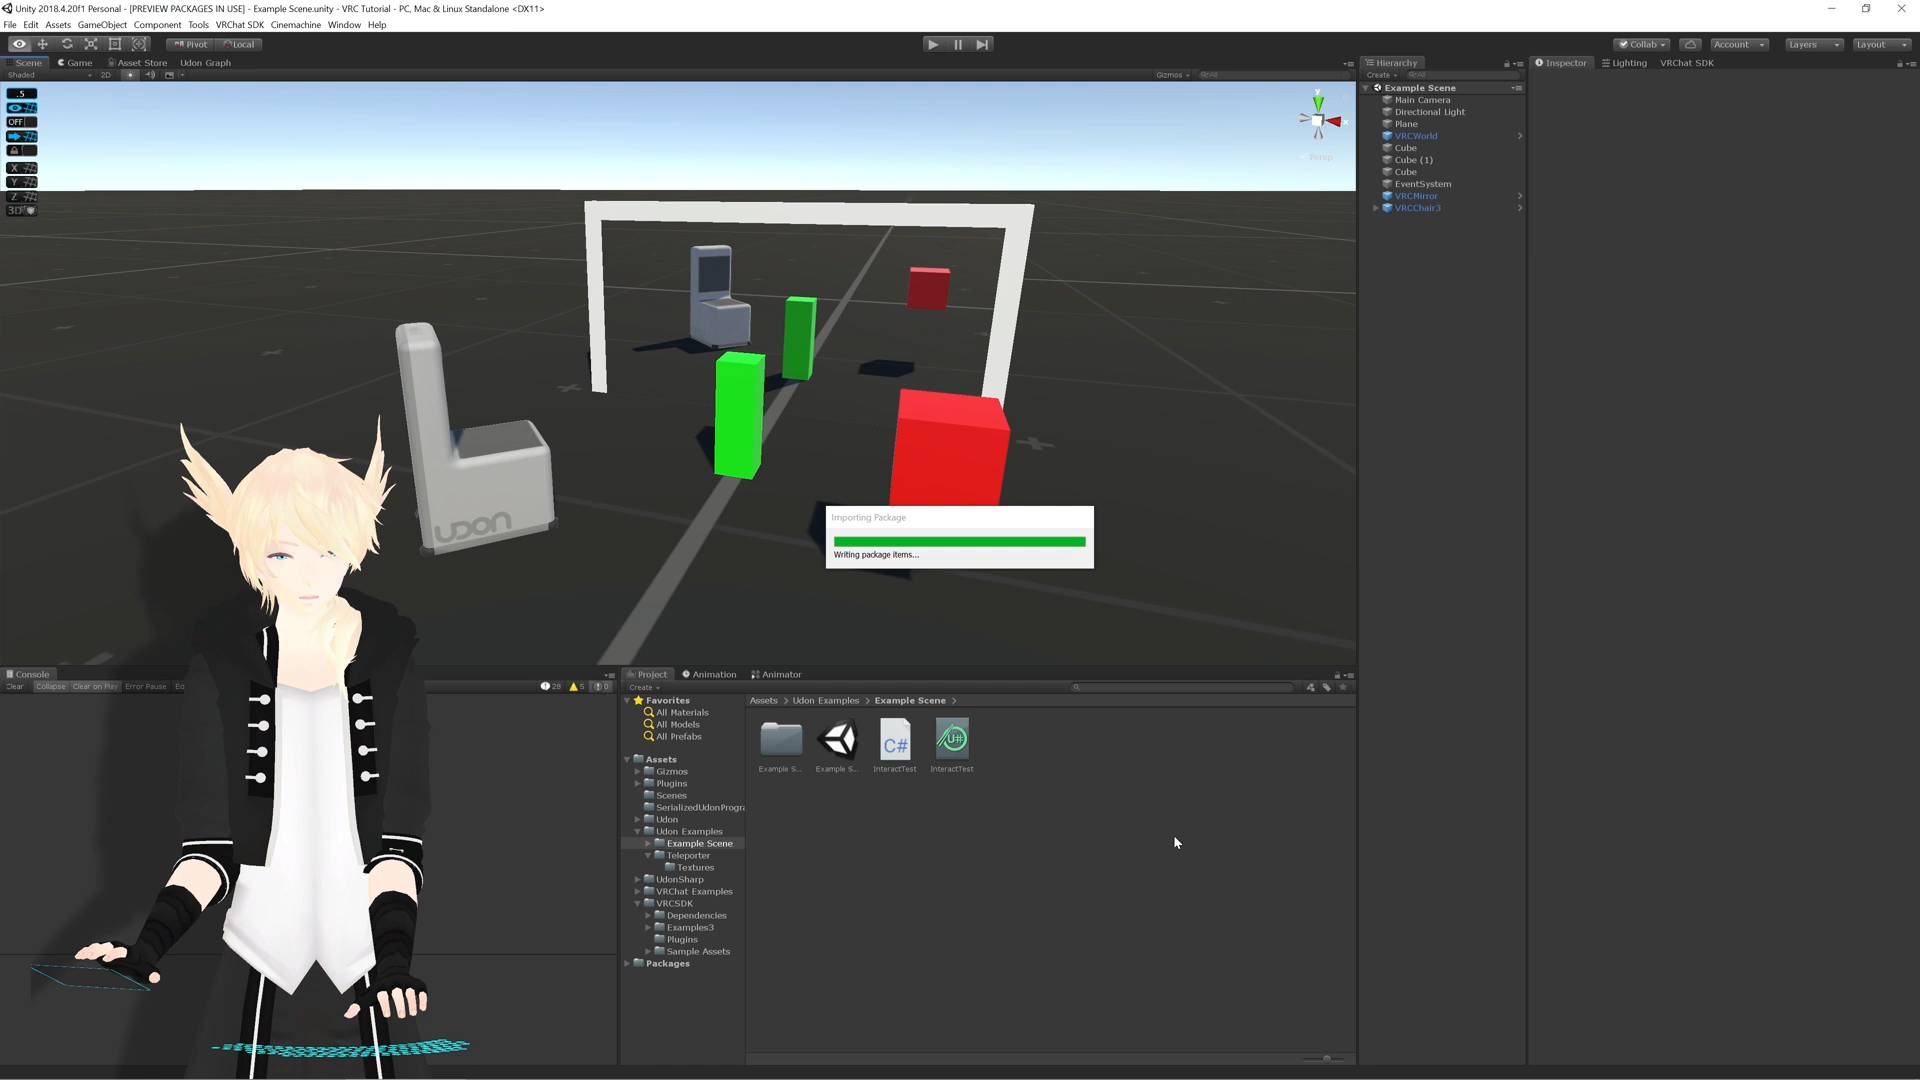 Unity 2018.4.20f1 Personal - [PREVIEW PACKAGES IN USE] - Example Scene.unity - VRC Tutorial - PC, Mac & Linux Standalone <DX11>
File Edit Assets GameObject Component Tools VRChat SDK Cinemachine Window Help
Pivot Local
Collab Account Layers Layout
Scene Game Asset Store Udon Graph
Shaded 2D Gizmos All
.5
OFF
X
Y
Z
3D
y
x
Persp
udon
Importing Package
Writing package items...
Hierarchy
Create All
Example Scene
Main Camera
Directional Light
Plane
VRCWorld
Cube
Cube (1)
Cube
EventSystem
VRCMirror
VRCChair3
Inspector Lighting VRChat SDK
Console
Clear Collapse Clear on Play Error Pause Ed
28 5 0
Project Animation Animator
Create
Favorites
All Materials
All Models
All Prefabs
Assets
Gizmos
Plugins
Scenes
SerializedUdonProgra
Udon
Udon Examples
Example Scene
Teleporter
Textures
UdonSharp
VRChat Examples
VRCSDK
Dependencies
Examples3
Plugins
Sample Assets
Packages
Assets > Udon Examples > Example Scene >
C# U#
Example S... Example S... InteractTest InteractTest